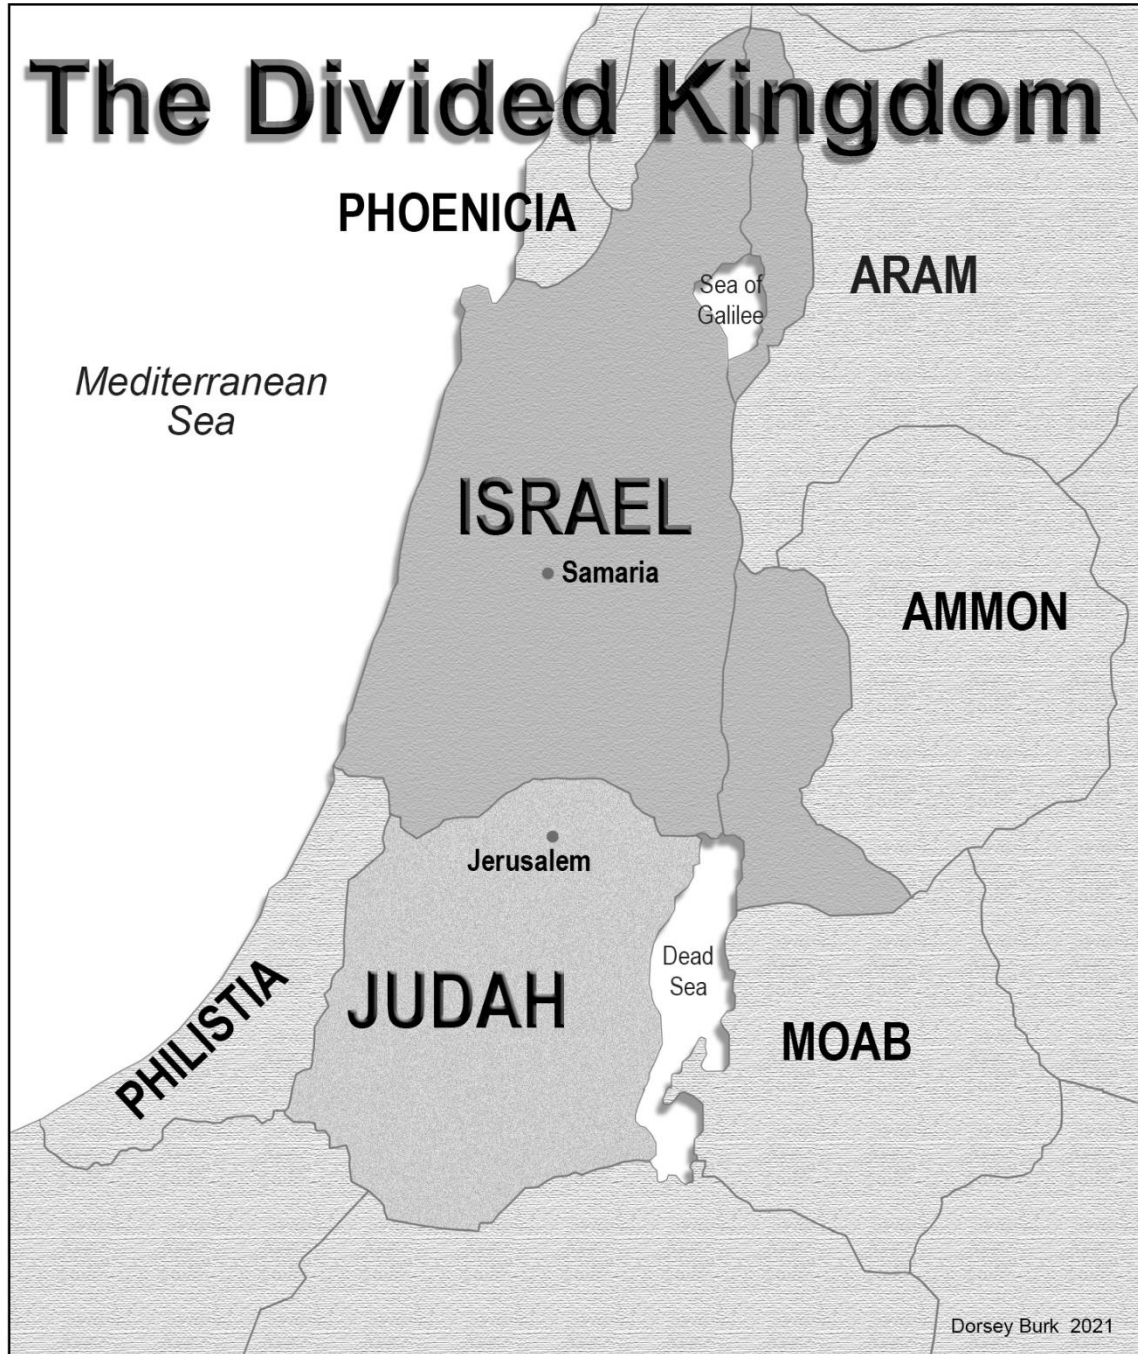 The Divided Kingdom
PHOENICIA
ARAM
Sea of
Galilee
Mediterranean
Sea
ISRAEL
Samaria
AMMON
Jerusalem
Dead
Sea
JUDAH
PHILISTIA
MOAB
Dorsey Burk 2021